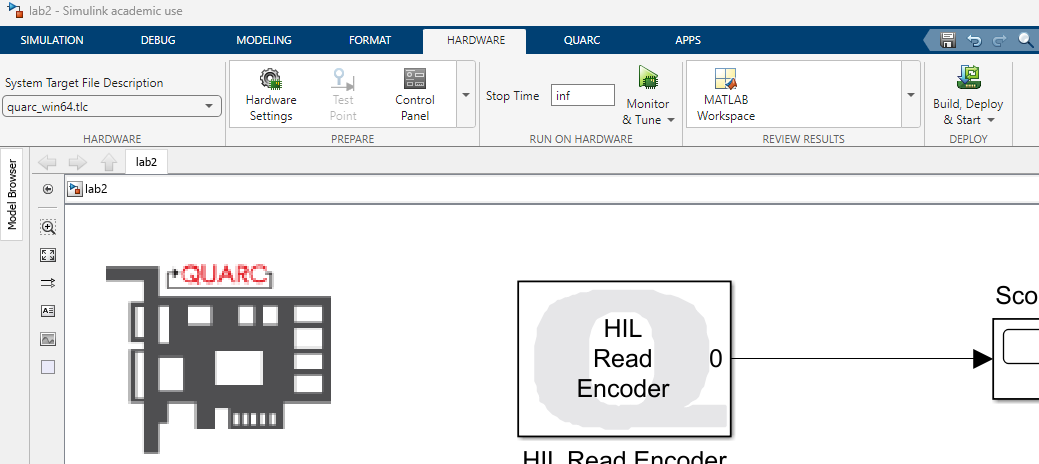 lab2 - Simulink academic use
SIMULATION DEBUG MODELING FORMAT HARDWARE QUARC APPS
System Target File Description
quarc_win64.tlc
HARDWARE
Hardware
Settings
Test
Point
Control
Panel
PREPARE
Stop Time inf
Monitor
& Tune
RUN ON HARDWARE
MATLAB
Workspace
REVIEW RESULTS
Build, Deploy
& Start
DEPLOY
Model Browser
lab2
lab2
QUARC
HIL
Read
Encoder
0
HIL Read Encoder
Sco